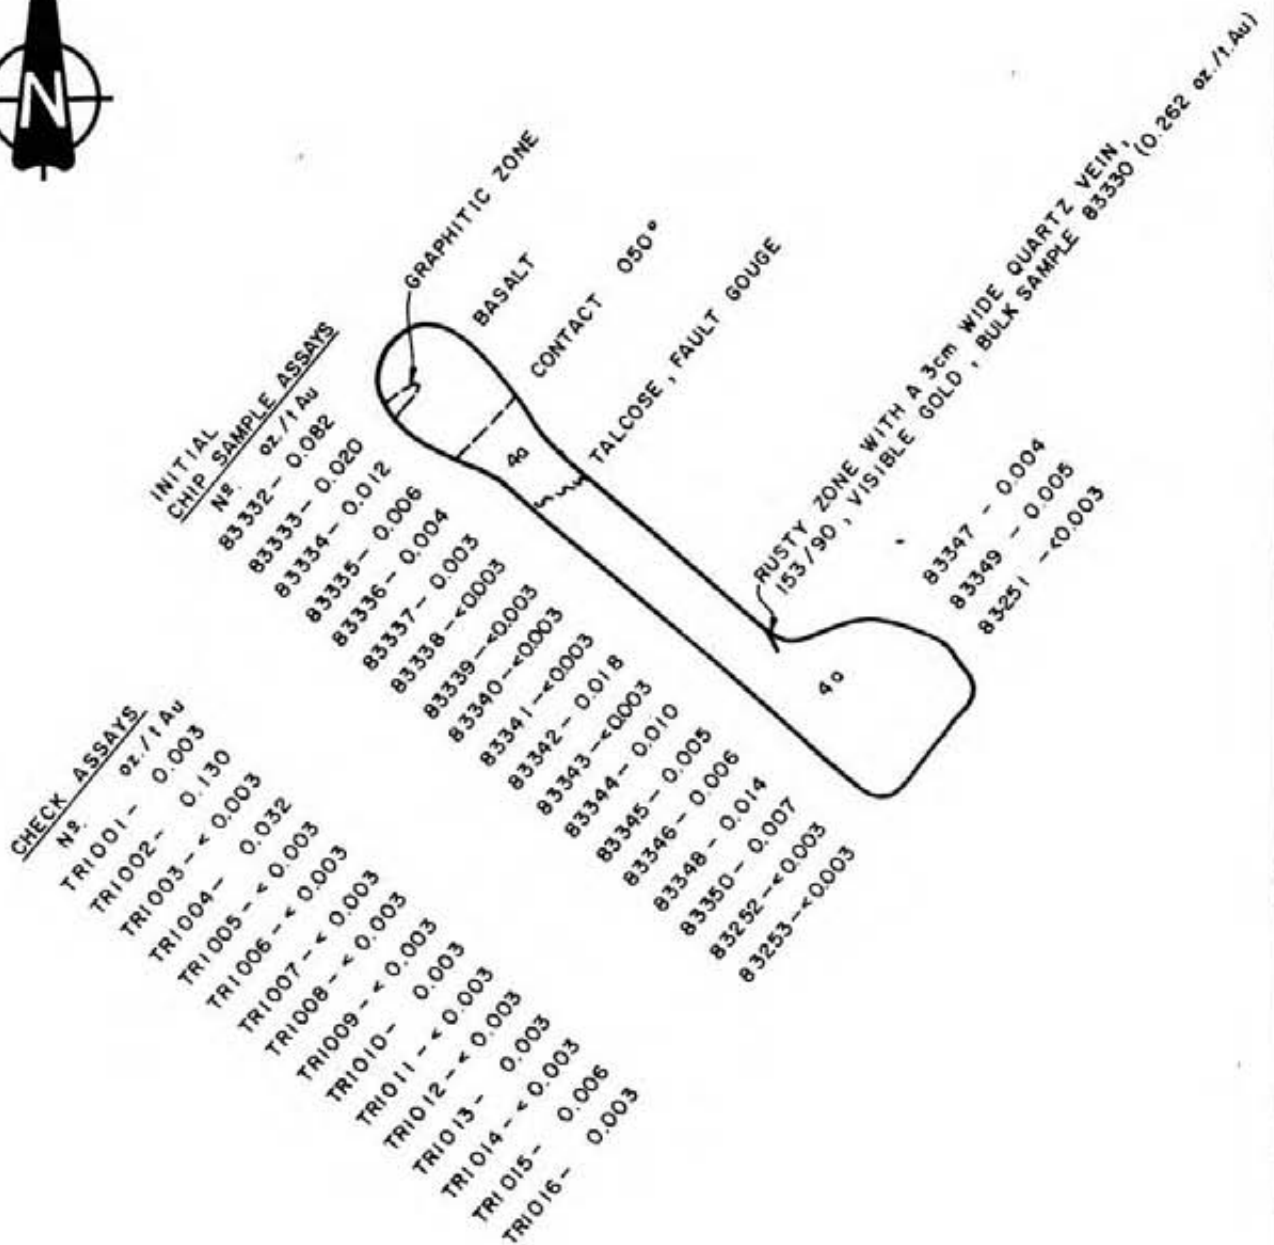 N
GRAPHITIC ZONE
BASALT
CONTACT 050°
TALCOSE, FAULT GOUGE
RUSTY ZONE WITH A 3cm WIDE QUARTZ VEIN,
153/90, VISIBLE GOLD, BULK SAMPLE 83330 (0.262 oz./t.Au)
4a
4a
INITIAL
CHIP SAMPLE ASSAYS
Nº. oz./t Au
83332- 0.082
83333- 0.020
83334- 0.012
83335- 0.006
83336- 0.004
83337- 0.003
83338-<0.003
83339-<0.003
83340-<0.003
83341-<0.003
83342- 0.018
83343-<0.003
83344- 0.010
83345- 0.005
83346- 0.006
83348- 0.014
83350- 0.007
83252-<0.003
83253-<0.003
83347 - 0.004
83349 - 0.005
83251 -<0.003
CHECK ASSAYS
Nº. oz./t Au
TR1001- 0.003
TR1002- 0.130
TR1003-< 0.003
TR1004- 0.032
TR1005-< 0.003
TR1006-< 0.003
TR1007-< 0.003
TR1008-< 0.003
TR1009-< 0.003
TR1010- 0.003
TR1011-< 0.003
TR1012-< 0.003
TR1013- 0.003
TR1014-< 0.003
TR1015- 0.006
TR1016- 0.003